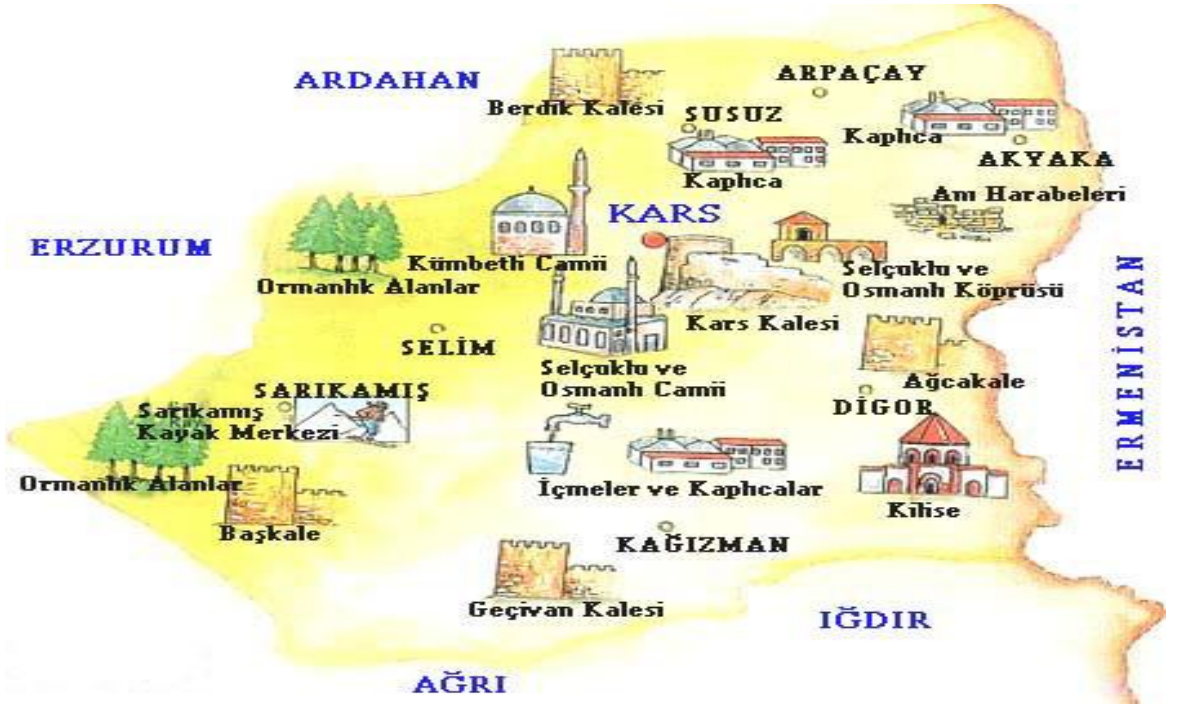 ARPAÇAY
ARDAHAN
Berdik Kalesi
SUSUZ
Kaplıca
AKYAKA
Kaplıca
Anı Harabeleri
KARS
ERZURUM
Kümbetli Camii
Selçuklu ve
Osmanlı Köprüsü
Ormanlık Alanlar
Kars Kalesi
SELİM
Selçuklu ve
Osmanlı Camii
Ağcakale
ERMENİSTAN
SARIKAMIŞ
Sarıkamış
Kayak Merkezi
DİGOR
Ormanlık Alanlar
İçmeler ve Kaplıcalar
Kilise
Başkale
KAĞIZMAN
Geçivan Kalesi
IĞDIR
AĞRI